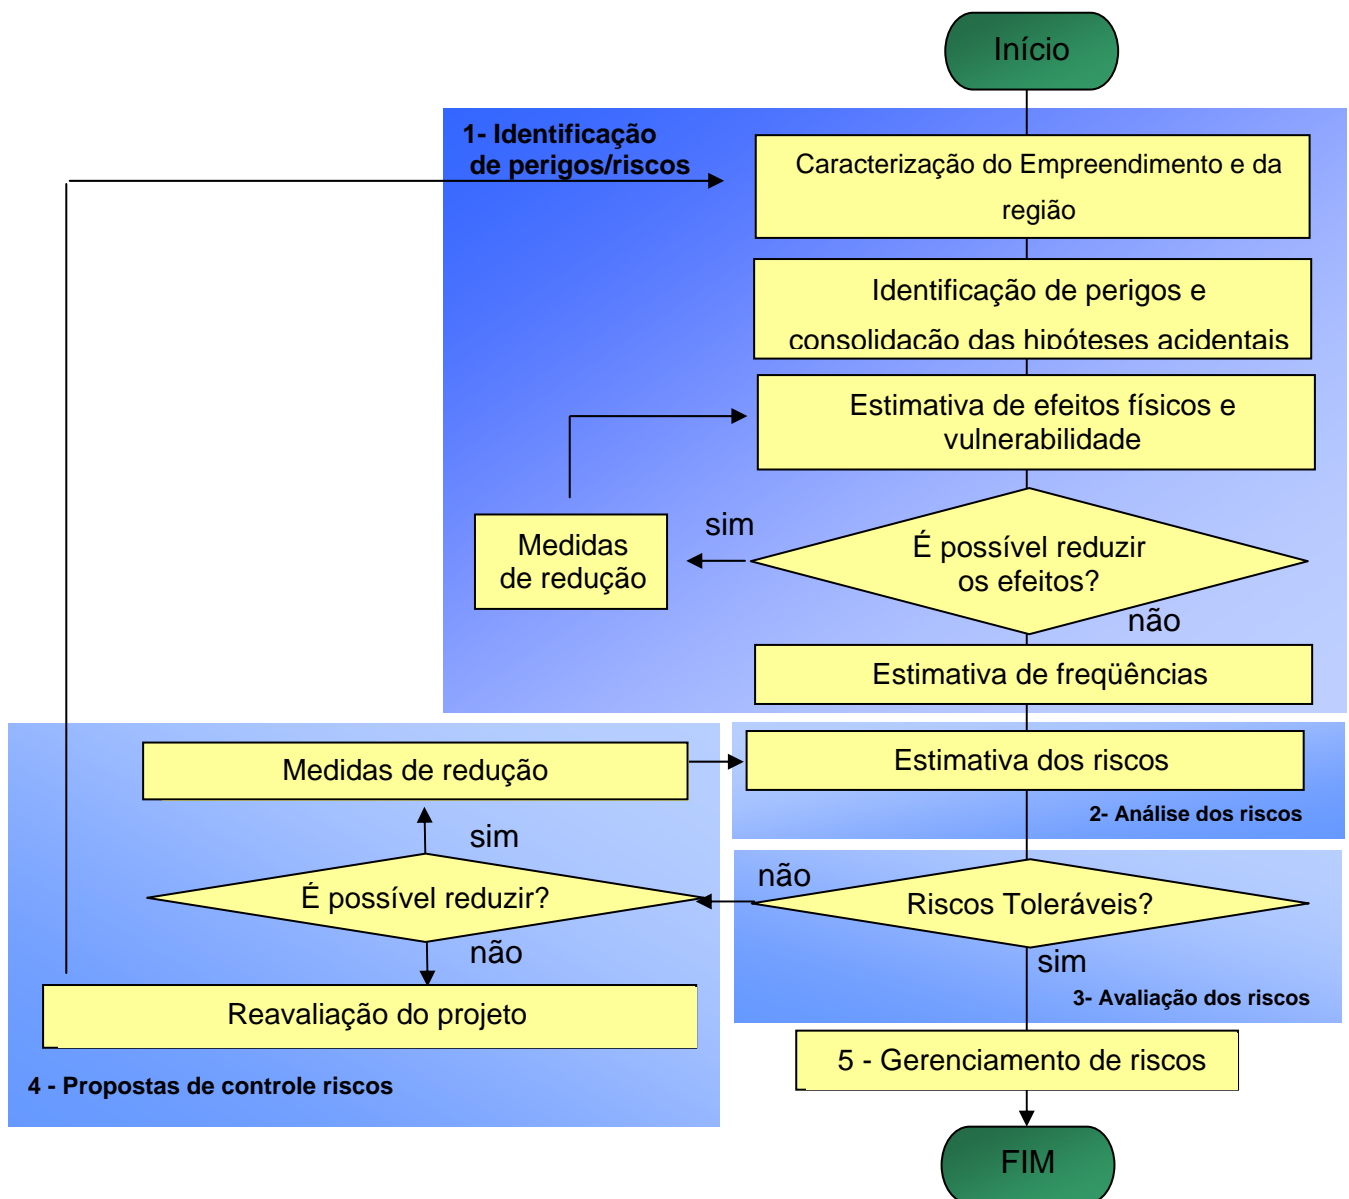 Início
1- Identificação
de perigos/riscos
Caracterização do Empreendimento e da
região
Identificação de perigos e
consolidação das hipóteses acidentais
Estimativa de efeitos físicos e
vulnerabilidade
Medidas
de redução
sim
É possível reduzir
os efeitos?
não
Estimativa de freqüências
Medidas de redução
Estimativa dos riscos
2- Análise dos riscos
sim
É possível reduzir?
não
Riscos Toleráveis?
não
sim
3- Avaliação dos riscos
Reavaliação do projeto
4 - Propostas de controle riscos
5 - Gerenciamento de riscos
FIM